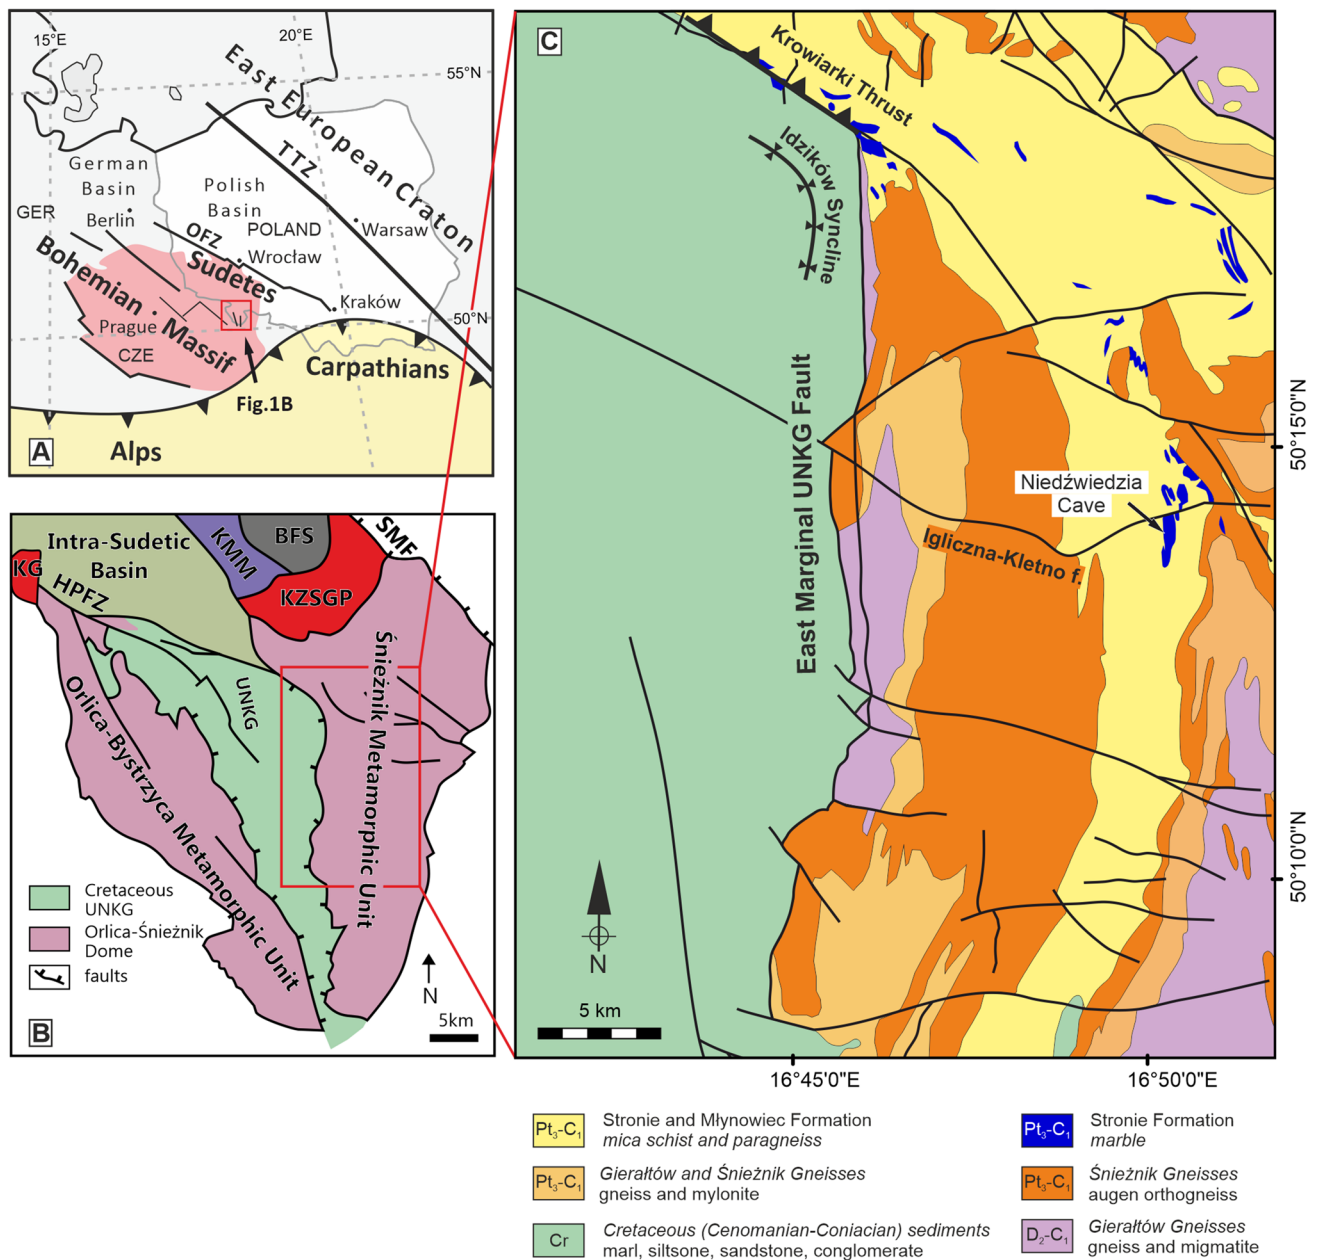 15°E
20°E
55°N
East European Craton
TTZ
German
Basin
Polish
Basin
GER
Berlin
POLAND
Warsaw
OFZ
Wrocław
Sudetes
Bohemian Massif
Kraków
50°N
Prague
CZE
Carpathians
Fig.1B
A
Alps
Intra-Sudetic
Basin
KMM
BFS
SMF
KG
HPFZ
KZSGP
UNKG
Śnieżnik Metamorphic Unit
Orlica-Bystrzyca Metamorphic Unit
Cretaceous
UNKG
Orlica-Śnieżnik
Dome
faults
N
5km
B
C
Krowiarki Thrust
Idzików Syncline
East Marginal UNKG Fault
Niedźwiedzia
Cave
Igliczna-Kletno f.
50°15'0"N
50°10'0"N
N
5 km
16°45'0"E
16°50'0"E
Pt₃-C₁
Stronie and Młynowiec Formation
mica schist and paragneiss
Pt₃-C₁
Gierałtów and Śnieżnik Gneisses
gneiss and mylonite
Cr
Cretaceous (Cenomanian-Coniacian) sediments
marl, siltsone, sandstone, conglomerate
Pt₃-C₁
Stronie Formation
marble
Pt₃-C₁
Śnieżnik Gneisses
augen orthogneiss
D₂-C₁
Gierałtów Gneisses
gneiss and migmatite